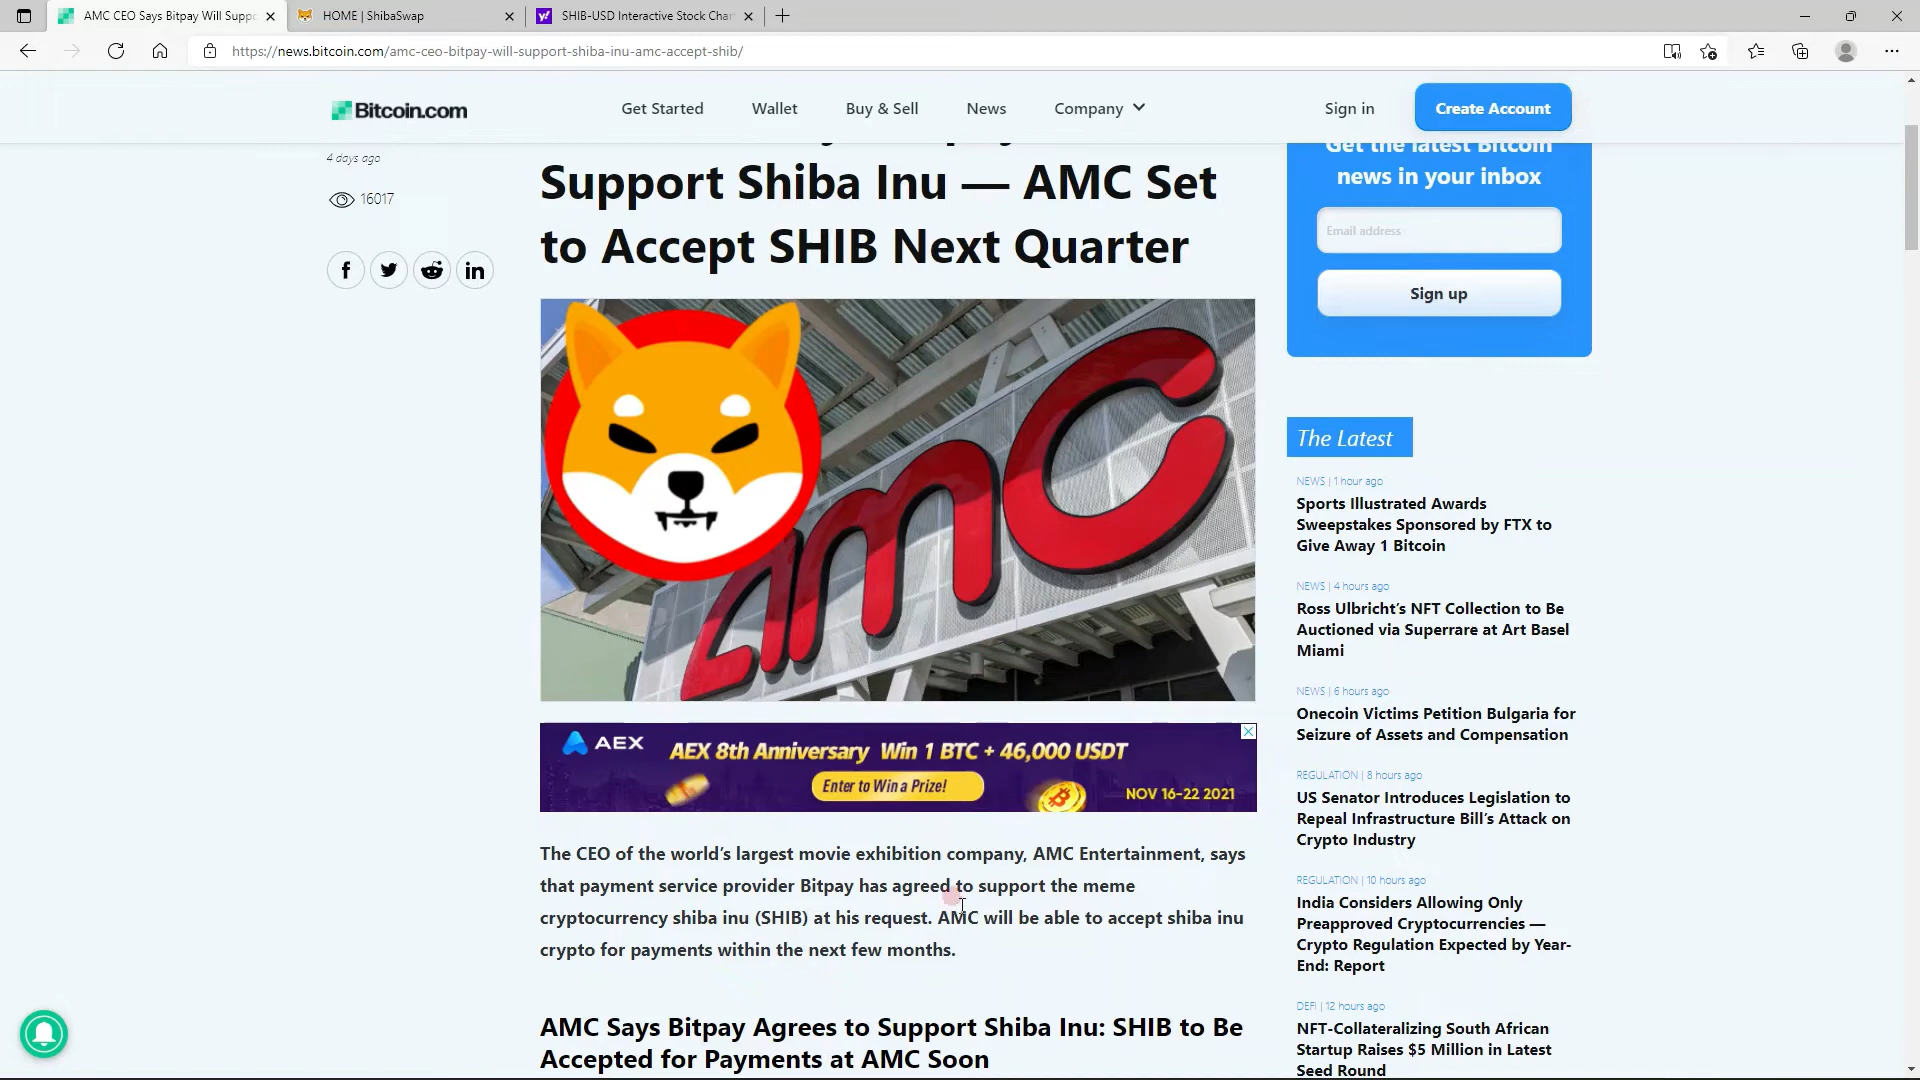 AMC CEO Says Bitpay Will Suppo
HOME | ShibaSwap
SHIB-USD Interactive Stock Char
https://news.bitcoin.com/amc-ceo-bitpay-will-support-shiba-inu-amc-accept-shib/
Bitcoin.com
Get Started
Wallet
Buy & Sell
News
Company
Sign in
Create Account
4 days ago
16017
Support Shiba Inu — AMC Set
to Accept SHIB Next Quarter
amc
AEX
AEX 8th Anniversary Win 1 BTC + 46,000 USDT
Enter to Win a Prize!
NOV 16-22 2021
The CEO of the world's largest movie exhibition company, AMC Entertainment, says
that payment service provider Bitpay has agreed to support the meme
cryptocurrency shiba inu (SHIB) at his request. AMC will be able to accept shiba inu
crypto for payments within the next few months.
AMC Says Bitpay Agrees to Support Shiba Inu: SHIB to Be
Accepted for Payments at AMC Soon
Get the latest Bitcoin
news in your inbox
Email address
Sign up
The Latest
NEWS | 1 hour ago
Sports Illustrated Awards
Sweepstakes Sponsored by FTX to
Give Away 1 Bitcoin
NEWS | 4 hours ago
Ross Ulbricht's NFT Collection to Be
Auctioned via Superrare at Art Basel
Miami
NEWS | 6 hours ago
Onecoin Victims Petition Bulgaria for
Seizure of Assets and Compensation
REGULATION | 8 hours ago
US Senator Introduces Legislation to
Repeal Infrastructure Bill's Attack on
Crypto Industry
REGULATION | 10 hours ago
India Considers Allowing Only
Preapproved Cryptocurrencies —
Crypto Regulation Expected by Year-
End: Report
DEFI | 12 hours ago
NFT-Collateralizing South African
Startup Raises $5 Million in Latest
Seed Round